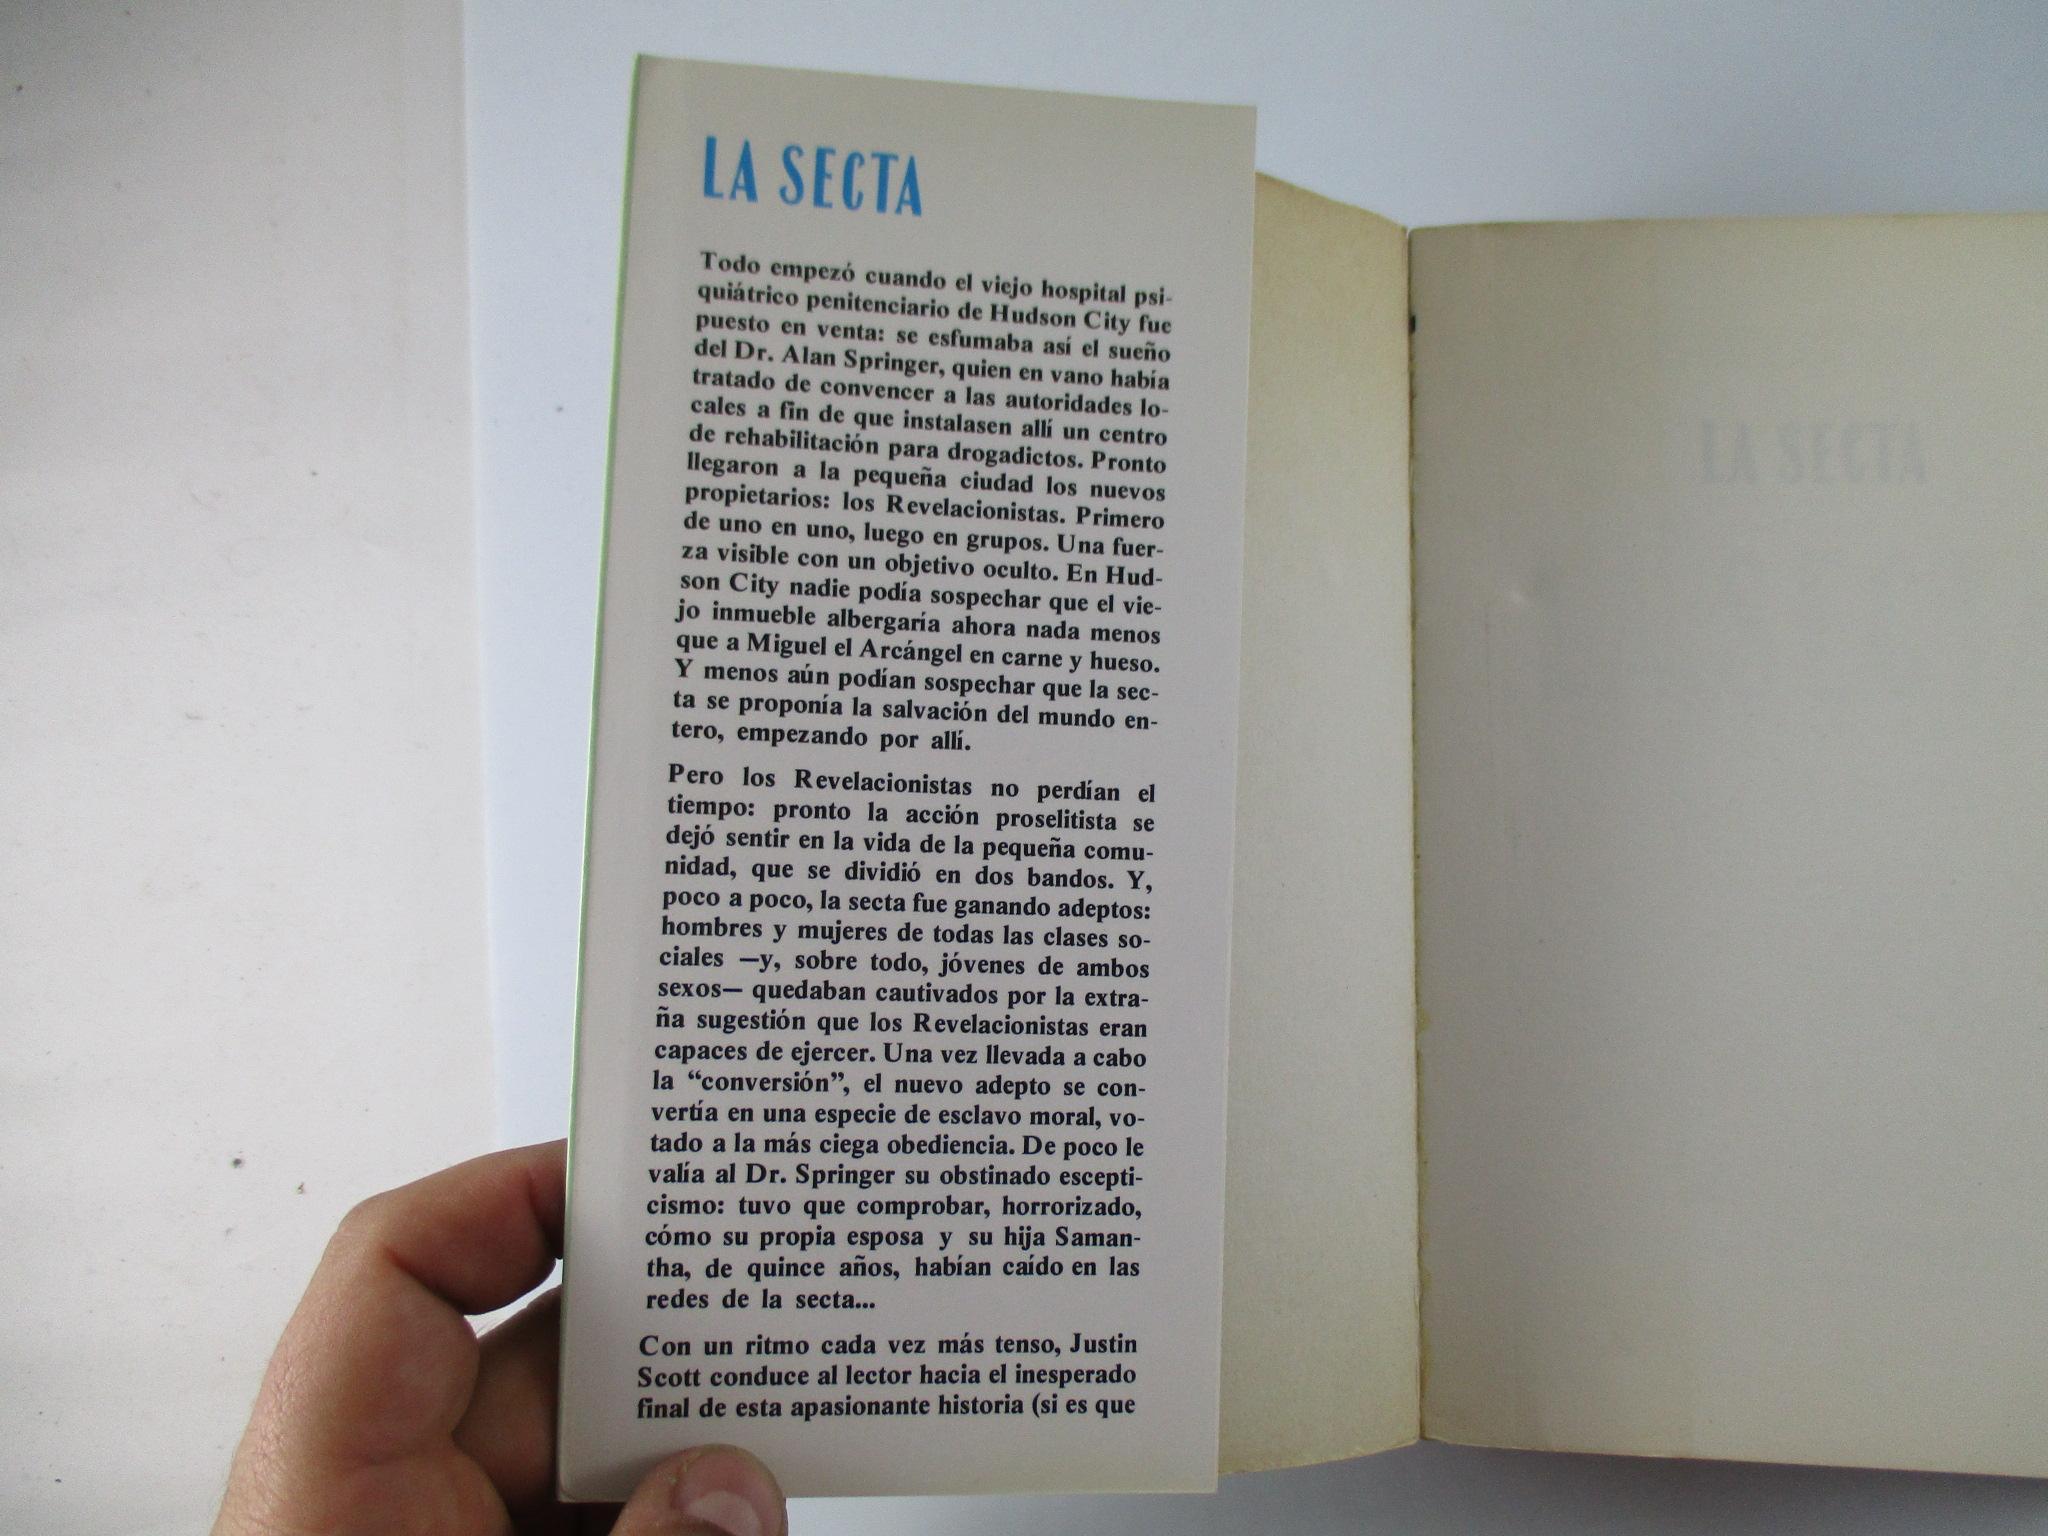 LA SECTA
Todo empezó cuando el viejo hospital psi-
quiátrico penitenciario de Hudson City fue
puesto en venta: se esfumaba así el sueño
del Dr. Alan Springer, quien en vano había
tratado de convencer a las autoridades lo-
cales a fin de que instalasen allí un centro
de rehabilitación para drogadictos. Pronto
llegaron a la pequeña ciudad los nuevos
propietarios: los Revelacionistas. Primero
de uno en uno, luego en grupos. Una fuer-
za visible con un objetivo oculto. En Hud-
son City nadie podía sospechar que el vie-
jo inmueble albergaría ahora nada menos
que a Miguel el Arcángel en carne y hueso.
Y menos aún podían sospechar que la sec-
ta se proponía la salvación del mundo en-
tero, empezando por allí.
Pero los Revelacionistas no perdían el
tiempo: pronto la acción proselitista se
dejó sentir en la vida de la pequeña comu-
nidad, que se dividió en dos bandos. Y,
poco a poco, la secta fue ganando adeptos:
hombres y mujeres de todas las clases so-
ciales —y, sobre todo, jóvenes de ambos
sexos— quedaban cautivados por la extra-
ña sugestión que los Revelacionistas eran
capaces de ejercer. Una vez llevada a cabo
la “conversión”, el nuevo adepto se con-
vertía en una especie de esclavo moral, vo-
tado a la más ciega obediencia. De poco le
valía al Dr. Springer su obstinado escepti-
cismo: tuvo que comprobar, horrorizado,
cómo su propia esposa y su hija Saman-
tha, de quince años, habían caído en las
redes de la secta...
Con un ritmo cada vez más tenso, Justin
Scott conduce al lector hacia el inesperado
final de esta apasionante historia (si es que
LA SECTA